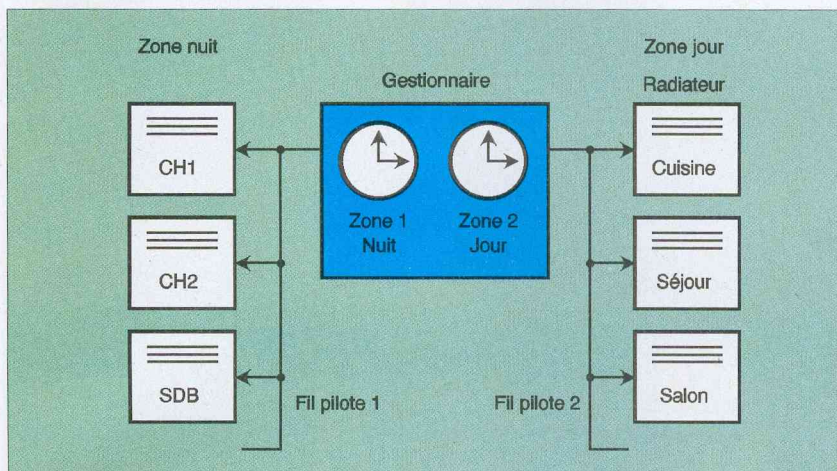 Zone nuit
CH1
CH2
SDB
Fil pilote 1
Gestionnaire
Zone 1
Nuit
Zone 2
Jour
Fil pilote 2
Zone jour
Radiateur
Cuisine
Séjour
Salon